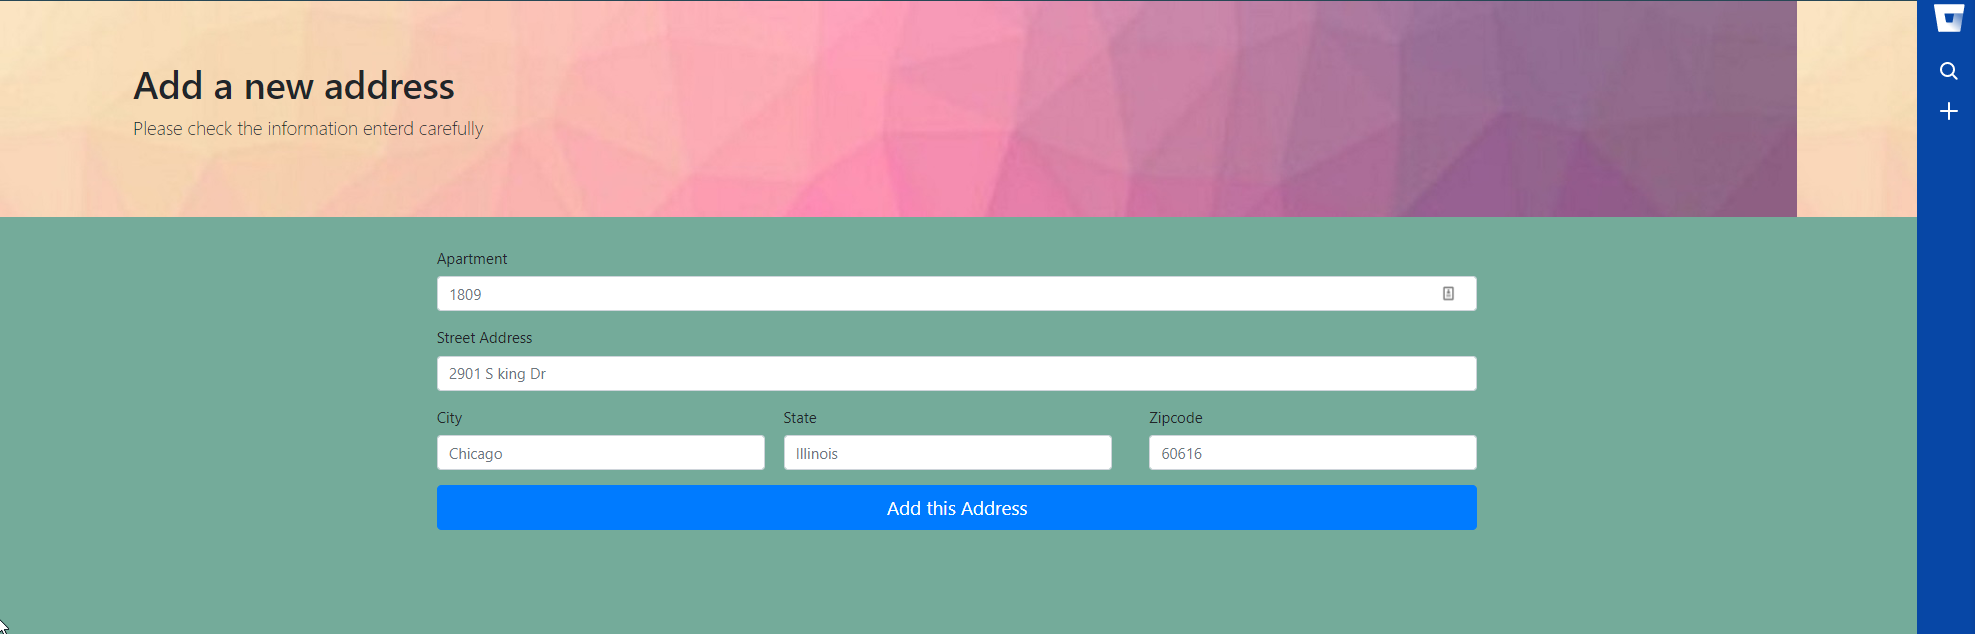 Add a new address
Please check the information enterd carefully
Apartment
1809
Street Address
2901 S king Dr
City State Zipcode
Chicago Illinois 60616
Add this Address